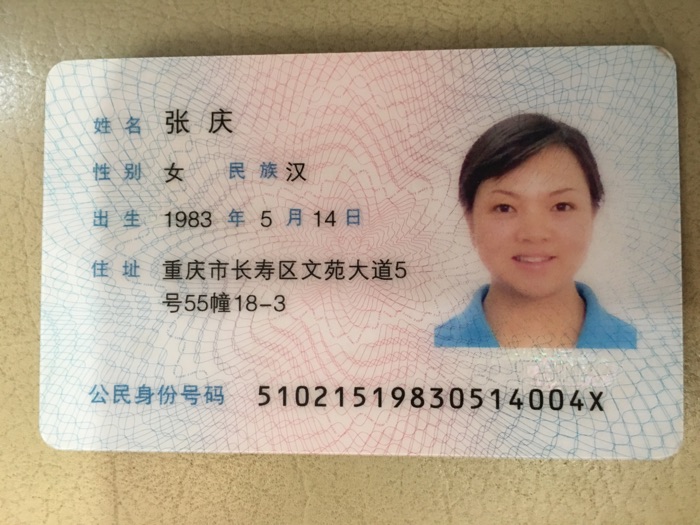 姓名 张庆
性别 女 民族 汉
出生 1983 年 5 月 14 日
住址 重庆市长寿区文苑大道5
号55幢18-3
公民身份号码 51021519830514004X